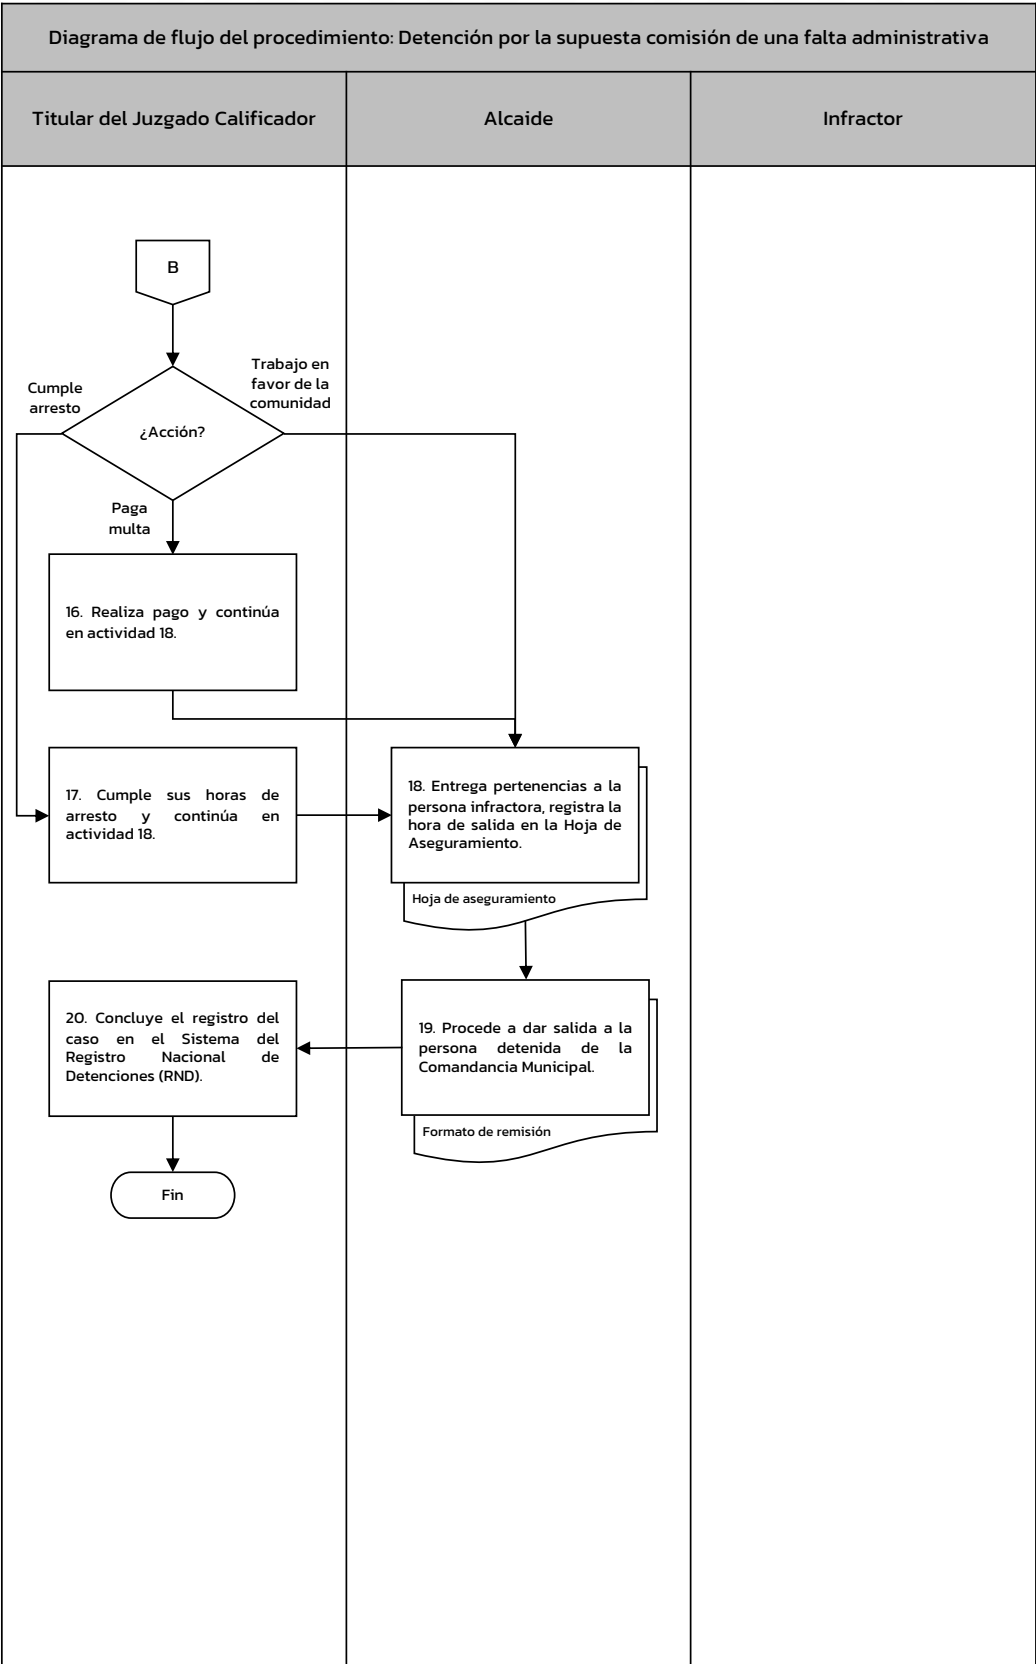 Diagrama de flujo del procedimiento: Detención por la supuesta comisión de una falta administrativa
Titular del Juzgado Calificador
Alcaide
Infractor
B
Trabajo en
favor de la
comunidad
Cumple
arresto
¿Acción?
Paga
multa
16. Realiza pago y continúa
en actividad 18.
17. Cumple sus horas de
arresto y continúa en
actividad 18.
18. Entrega pertenencias a la
persona infractora, registra la
hora de salida en la Hoja de
Aseguramiento.
Hoja de aseguramiento
20. Concluye el registro del
caso en el Sistema del
Registro Nacional de
Detenciones (RND).
19. Procede a dar salida a la
persona detenida de la
Comandancia Municipal.
Formato de remisión
Fin